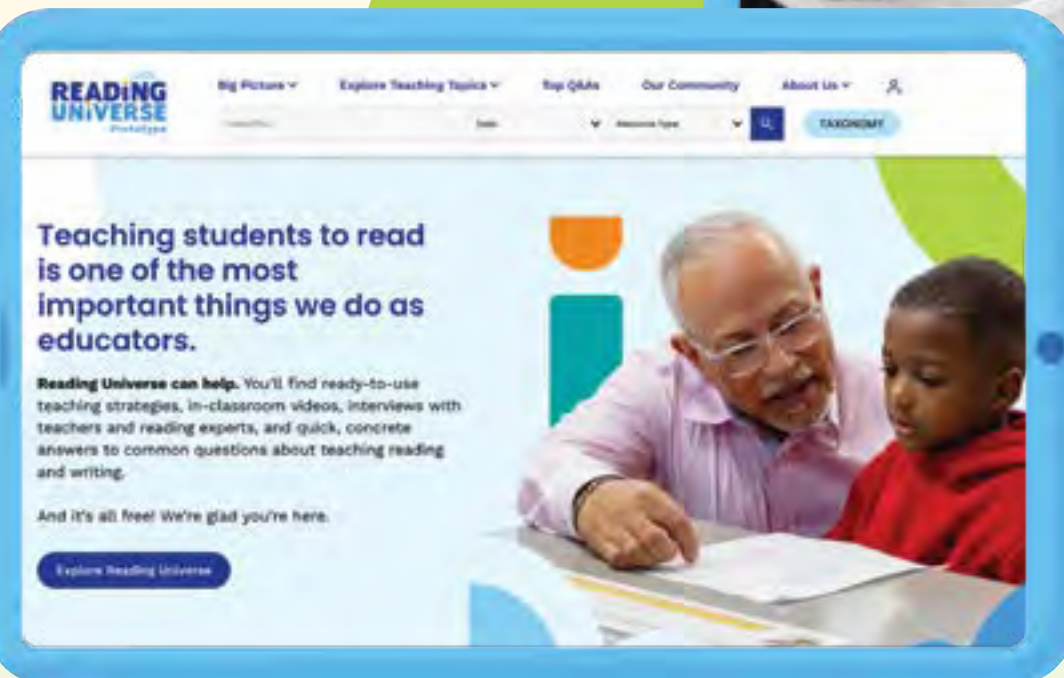 READiNG
UNiVERSE
Prototype
Big Picture
Explore Teaching Topics
Top Q&As
Our Community
About Us
Resource Type
TAXONOMY
Teaching students to read
is one of the most
important things we do as
educators.
Reading Universe can help. You'll find ready-to-use
teaching strategies, in-classroom videos, interviews with
teachers and reading experts, and quick, concrete
answers to common questions about teaching reading
and writing.
And it's all free! We're glad you're here.
Explore Reading Universe